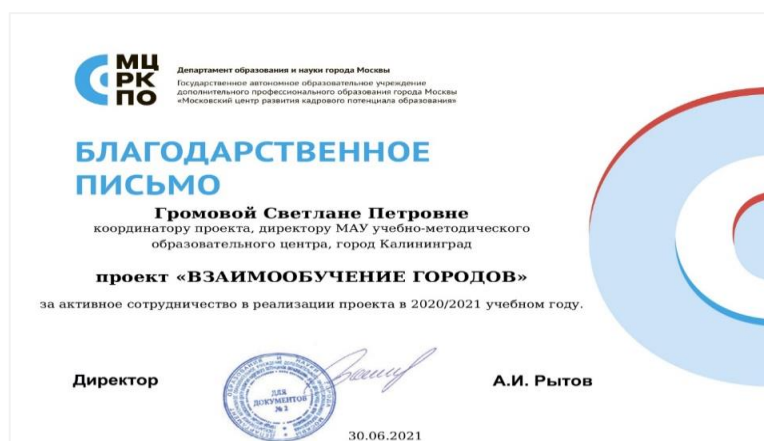 МЦ
РК
ПО
Департамент образования и науки города Москвы
Государственное автономное образовательное учреждение
дополнительного профессионального образования города Москвы
«Московский центр развития кадрового потенциала образования»
БЛАГОДАРСТВЕННОЕ
ПИСЬМО
Громовой Светлане Петровне
координатору проекта, директору МАУ учебно-методического
образовательного центра, город Калининград
проект «ВЗАИМООБУЧЕНИЕ ГОРОДОВ»
за активное сотрудничество в реализации проекта в 2020/2021 учебном году.
Директор
ДЛЯ
ДОКУМЕНТОВ
№ 2
А.И. Рытов
30.06.2021